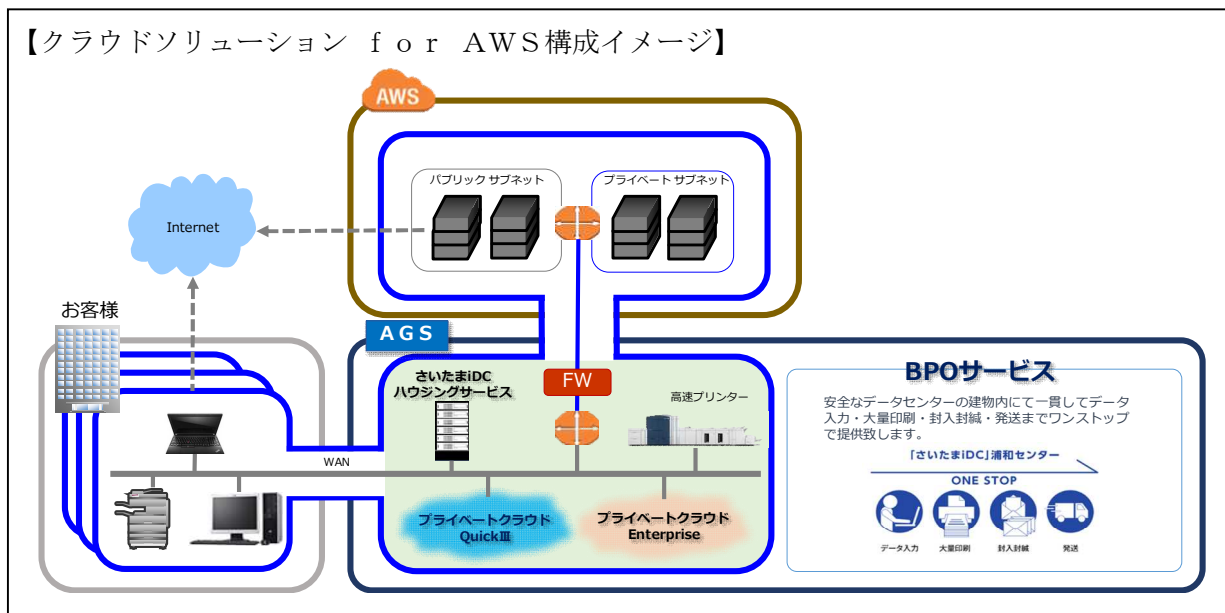 【クラウドソリューション ｆｏｒ ＡＷＳ構成イメージ】
AWS
パブリック サブネット
プライベート サブネット
Internet
お客様
ＡＧＳ
さいたまiDC
ハウジングサービス
FW
高速プリンター
WAN
プライベートクラウド
QuickⅢ
プライベートクラウド
Enterprise
BPOサービス
安全なデータセンターの建物内にて一貫してデータ
入力・大量印刷・封入封緘・発送までワンストップ
で提供致します。
「さいたまiDC」浦和センター
ONE STOP
データ入力
大量印刷
封入封緘
発送